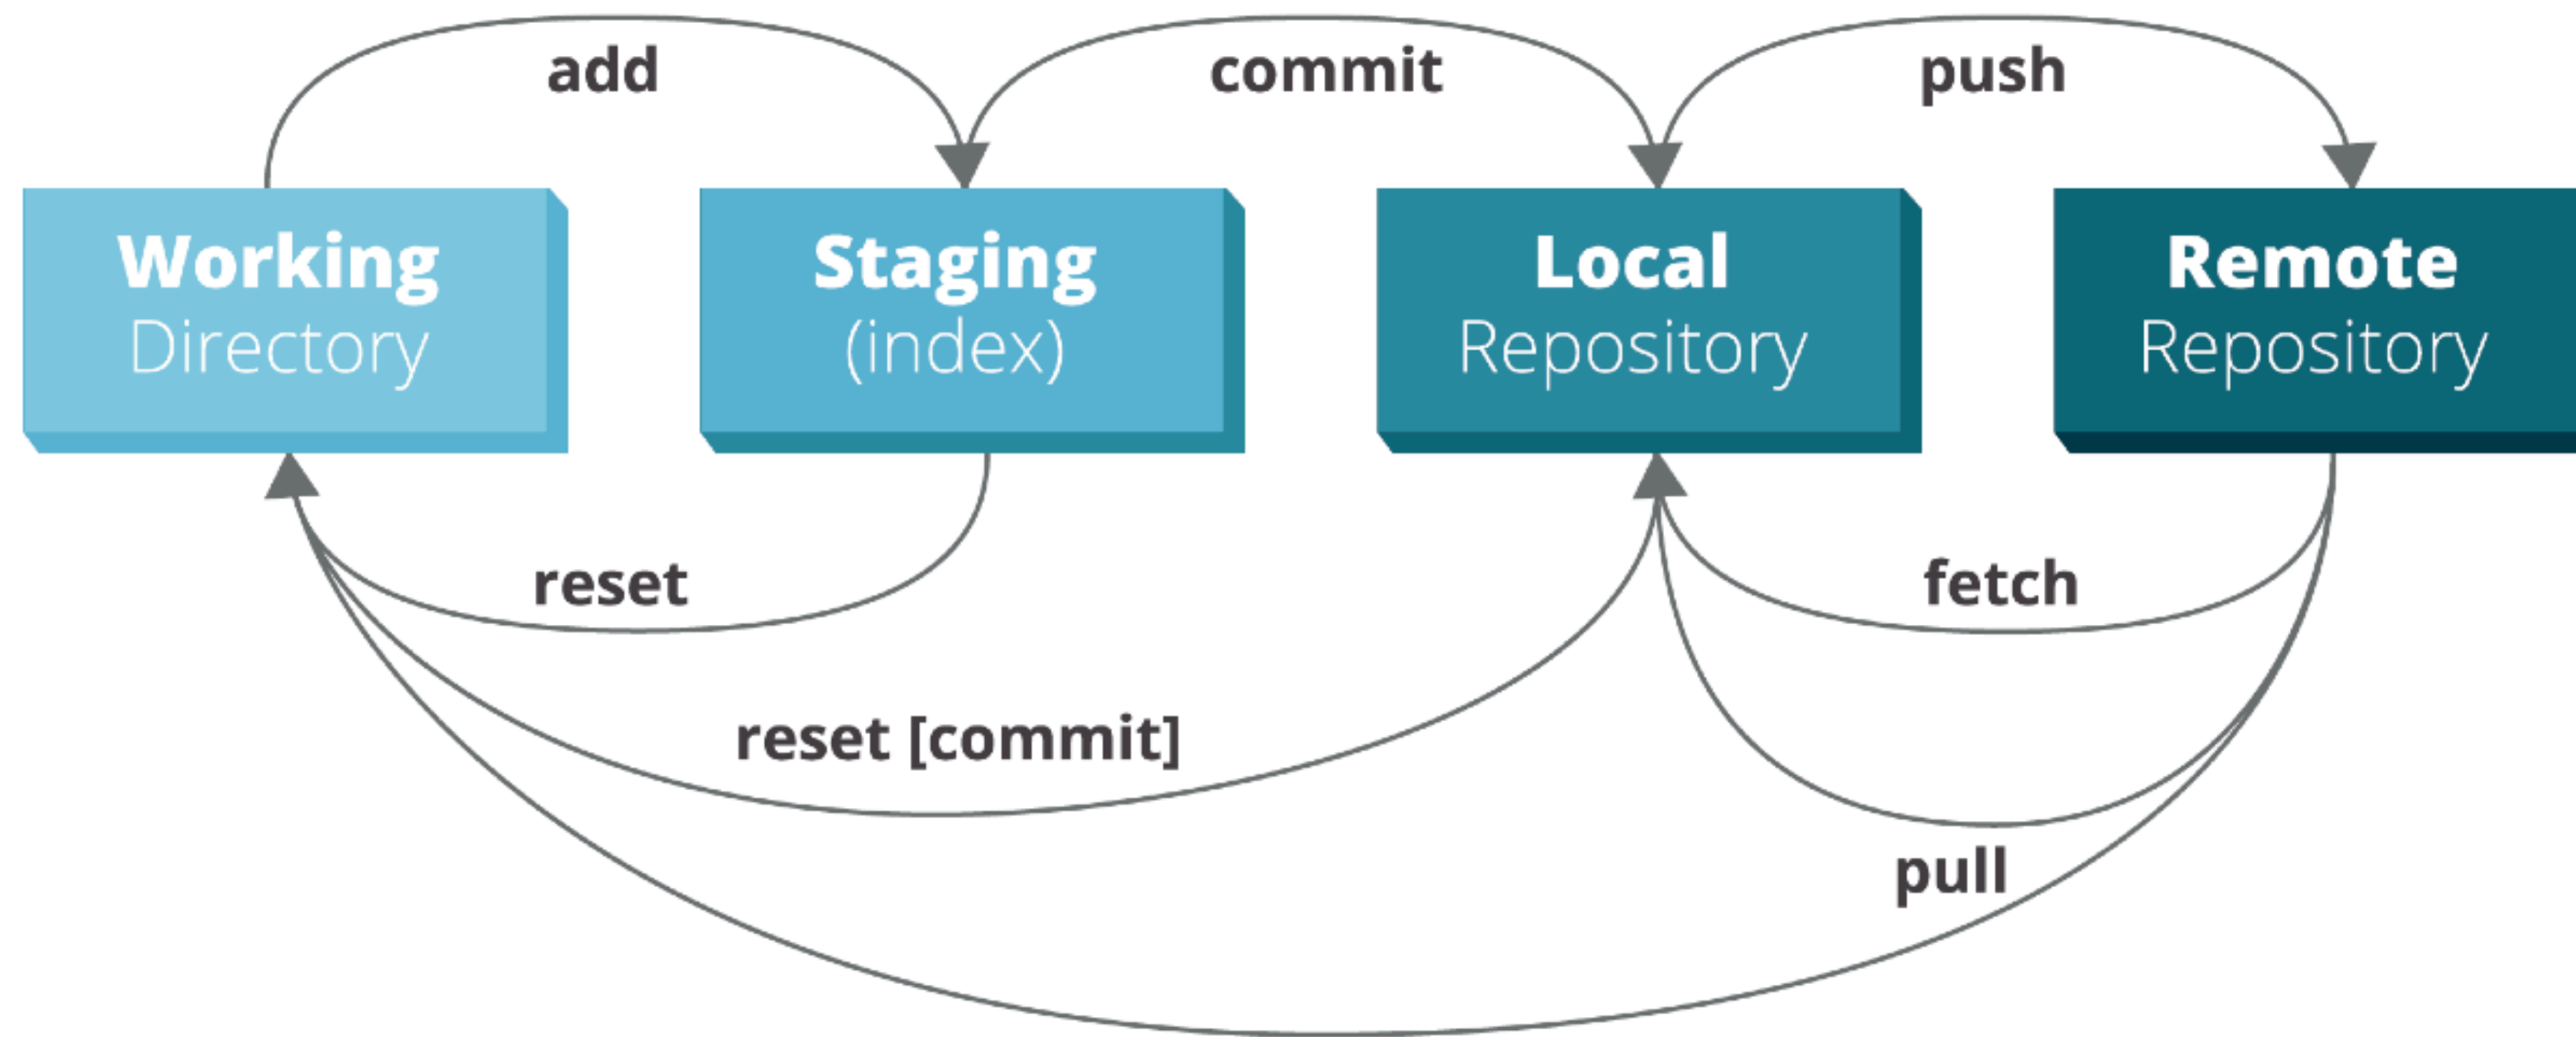 add
commit
push
Working
Directory
Staging
(index)
Local
Repository
Remote
Repository
reset
fetch
reset [commit]
pull